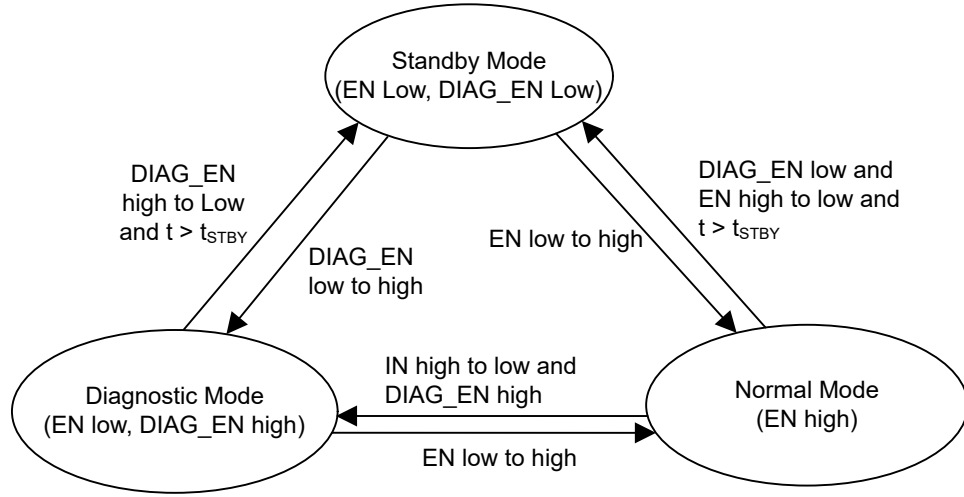 Standby Mode
(EN Low, DIAG_EN Low)
DIAG_EN
high to Low
and t > tSTBY
DIAG_EN
low to high
EN low to high
DIAG_EN low and
EN high to low and
t > tSTBY
Diagnostic Mode
(EN low, DIAG_EN high)
IN high to low and
DIAG_EN high
EN low to high
Normal Mode
(EN high)